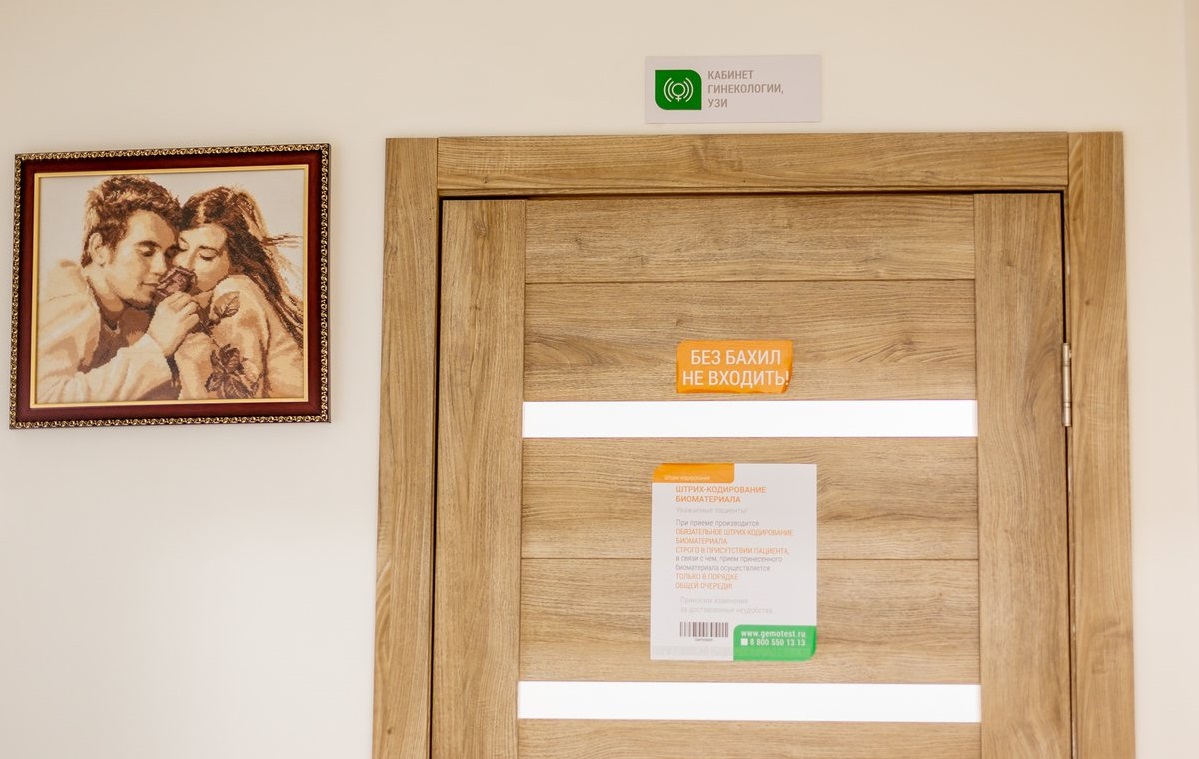 КАБИНЕТ
ГИНЕКОЛОГИИ,
УЗИ
БЕЗ БАХИЛ
НЕ ВХОДИТЬ!
Штрих-кодирование
ШТРИХ-КОДИРОВАНИЕ
БИОМАТЕРИАЛА
Уважаемые пациенты!
При приеме производится
ОБЯЗАТЕЛЬНОЕ ШТРИХ-КОДИРОВАНИЕ
БИОМАТЕРИАЛА
СТРОГО В ПРИСУТСТВИИ ПАЦИЕНТА,
в связи с чем, прием принесенного
биоматериала осуществляется
ТОЛЬКО В ПОРЯДКЕ
ОБЩЕЙ ОЧЕРЕДИ!
Приносим извинения
за доставленные неудобства.
www.gemotest.ru
8 800 550 13 13